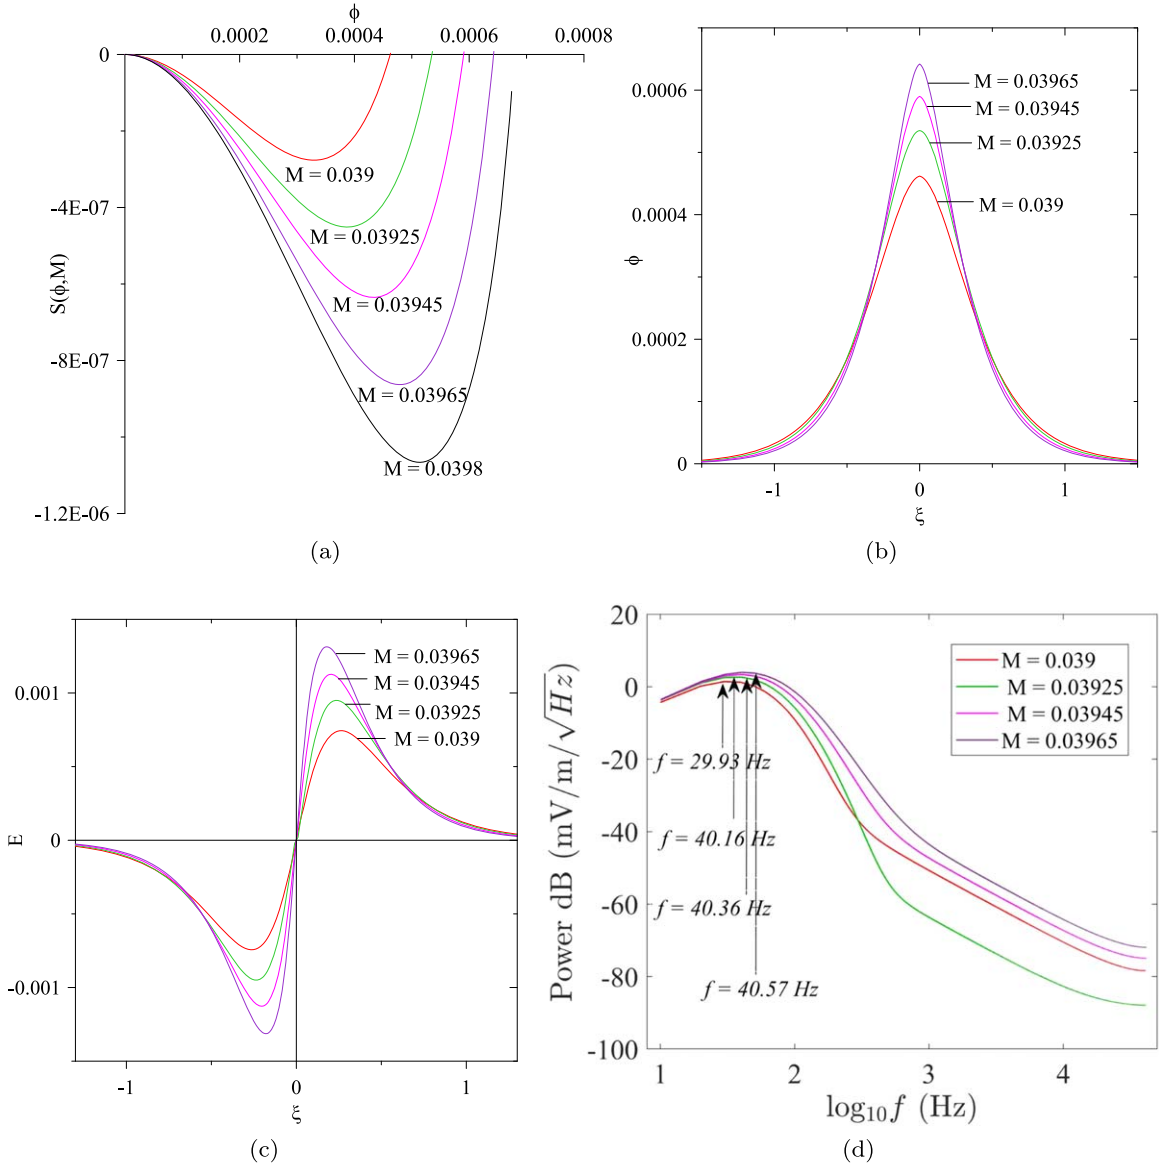 ϕ
0.0002 0.0004 0.0006 0.0008
0
-4E-07
-8E-07
-1.2E-06
S(ϕ,M)
M = 0.039
M = 0.03925
M = 0.03945
M = 0.03965
M = 0.0398
(a)
0.0006
0.0004
0.0002
0
ϕ
M = 0.03965
M = 0.03945
M = 0.03925
M = 0.039
-1 0 1
ξ
(b)
0.001
0
-0.001
E
M = 0.03965
M = 0.03945
M = 0.03925
M = 0.039
-1 0 1
ξ
(c)
20
0
-20
-40
-60
-80
-100
Power dB (mV/m/√Hz)
M = 0.039
M = 0.03925
M = 0.03945
M = 0.03965
f = 29.93 Hz
f = 40.16 Hz
f = 40.36 Hz
f = 40.57 Hz
1 2 3 4
log₁₀ f (Hz)
(d)